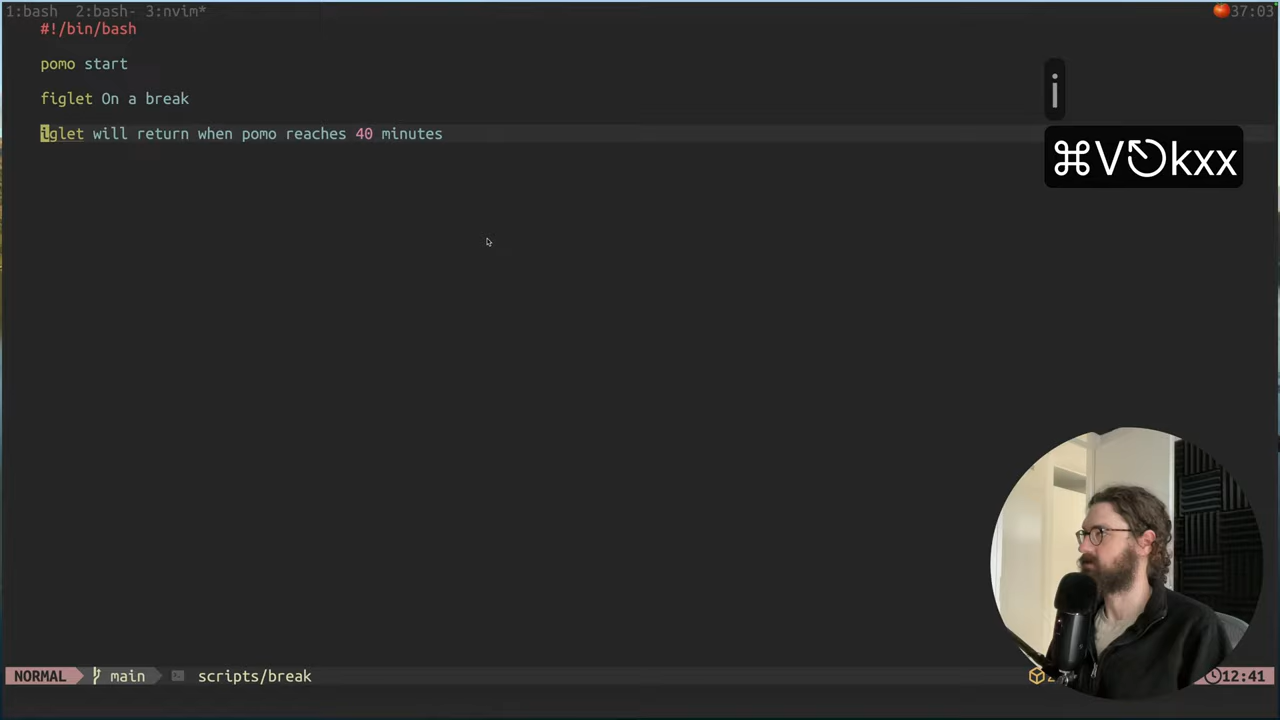 1:bash 2:bash- 3:nvim* 37:03
#!/bin/bash
pomo start
figlet On a break
iglet will return when pomo reaches 40 minutes
i
⌘V⎋kxx
NORMAL main scripts/break 12:41